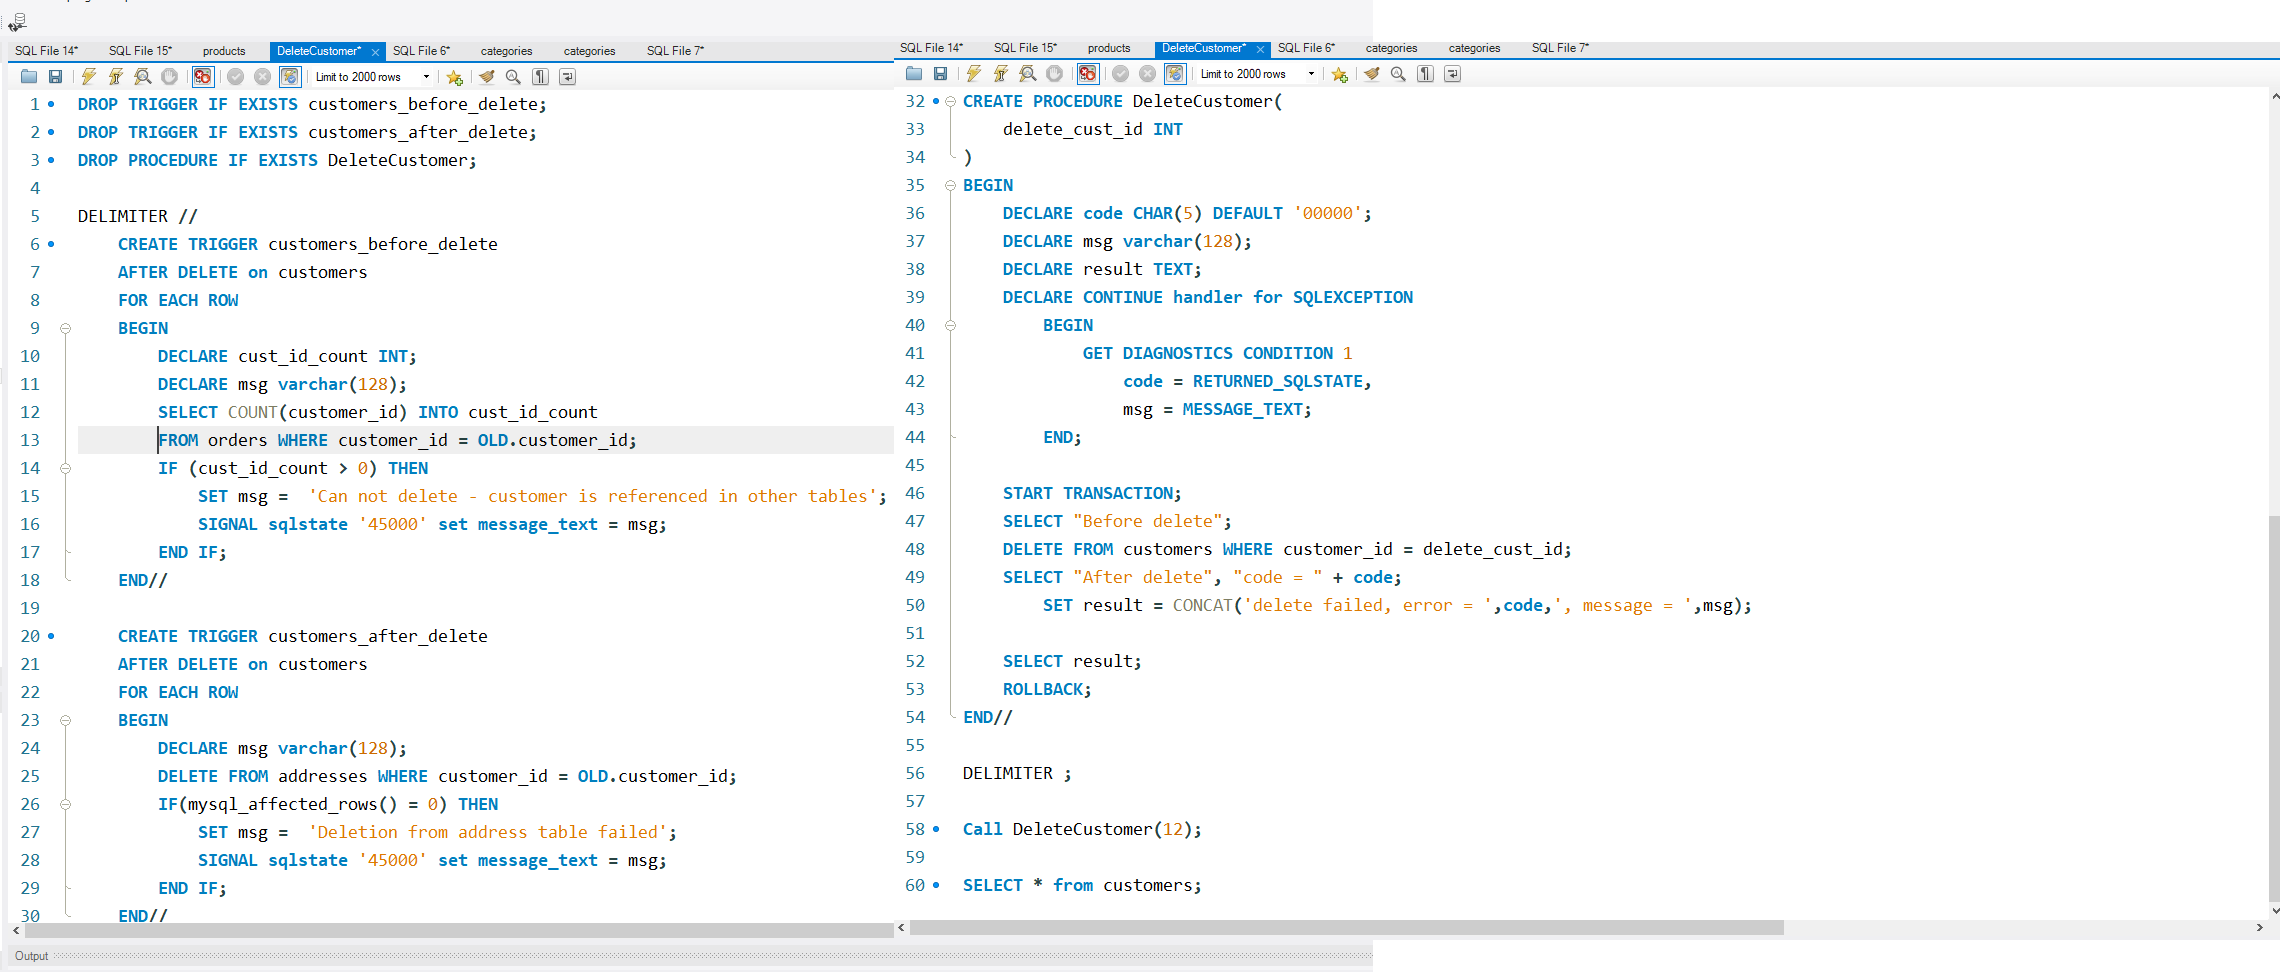 SQL File 14* SQL File 15* products DeleteCustomer* SQL File 6* categories categories SQL File 7*
Limit to 2000 rows
1 DROP TRIGGER IF EXISTS customers_before_delete;
2 DROP TRIGGER IF EXISTS customers_after_delete;
3 DROP PROCEDURE IF EXISTS DeleteCustomer;
4
5 DELIMITER //
6 CREATE TRIGGER customers_before_delete
7 AFTER DELETE on customers
8 FOR EACH ROW
9 BEGIN
10 DECLARE cust_id_count INT;
11 DECLARE msg varchar(128);
12 SELECT COUNT(customer_id) INTO cust_id_count
13 FROM orders WHERE customer_id = OLD.customer_id;
14 IF (cust_id_count > 0) THEN
15 SET msg =  'Can not delete - customer is referenced in other tables';
16 SIGNAL sqlstate '45000' set message_text = msg;
17 END IF;
18 END//
19
20 CREATE TRIGGER customers_after_delete
21 AFTER DELETE on customers
22 FOR EACH ROW
23 BEGIN
24 DECLARE msg varchar(128);
25 DELETE FROM addresses WHERE customer_id = OLD.customer_id;
26 IF(mysql_affected_rows() = 0) THEN
27 SET msg =  'Deletion from address table failed';
28 SIGNAL sqlstate '45000' set message_text = msg;
29 END IF;
30 END//
Output
SQL File 14* SQL File 15* products DeleteCustomer* SQL File 6* categories categories SQL File 7*
Limit to 2000 rows
32 CREATE PROCEDURE DeleteCustomer(
33 delete_cust_id INT
34 )
35 BEGIN
36 DECLARE code CHAR(5) DEFAULT '00000';
37 DECLARE msg varchar(128);
38 DECLARE result TEXT;
39 DECLARE CONTINUE handler for SQLEXCEPTION
40 BEGIN
41 GET DIAGNOSTICS CONDITION 1
42 code = RETURNED_SQLSTATE,
43 msg = MESSAGE_TEXT;
44 END;
45
46 START TRANSACTION;
47 SELECT "Before delete";
48 DELETE FROM customers WHERE customer_id = delete_cust_id;
49 SELECT "After delete", "code = " + code;
50 SET result = CONCAT('delete failed, error = ',code,', message = ',msg);
51
52 SELECT result;
53 ROLLBACK;
54 END//
55
56 DELIMITER ;
57
58 Call DeleteCustomer(12);
59
60 SELECT * from customers;